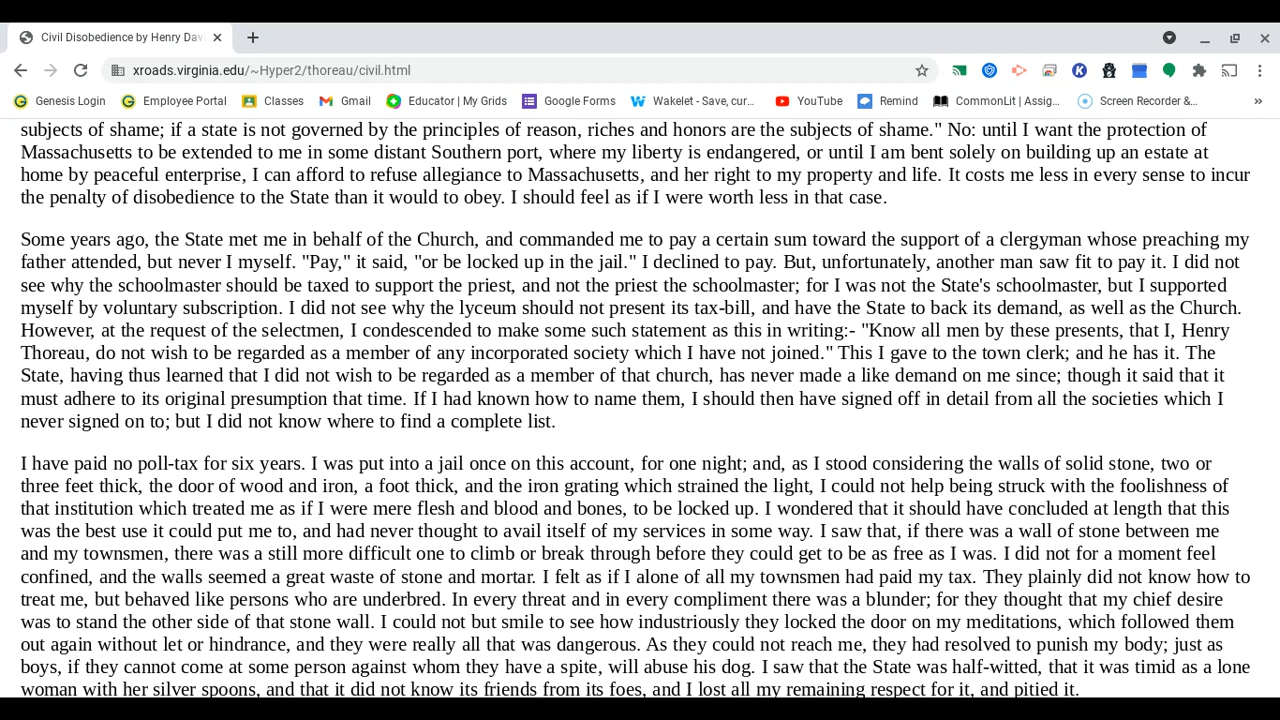 Civil Disobedience by Henry Dav
xroads.virginia.edu/~Hyper2/thoreau/civil.html
Genesis Login Employee Portal Classes Gmail Educator | My Grids Google Forms Wakelet - Save, cur... YouTube Remind CommonLit | Assig... Screen Recorder &... »
subjects of shame; if a state is not governed by the principles of reason, riches and honors are the subjects of shame." No: until I want the protection of
Massachusetts to be extended to me in some distant Southern port, where my liberty is endangered, or until I am bent solely on building up an estate at
home by peaceful enterprise, I can afford to refuse allegiance to Massachusetts, and her right to my property and life. It costs me less in every sense to incur
the penalty of disobedience to the State than it would to obey. I should feel as if I were worth less in that case.
Some years ago, the State met me in behalf of the Church, and commanded me to pay a certain sum toward the support of a clergyman whose preaching my
father attended, but never I myself. "Pay," it said, "or be locked up in the jail." I declined to pay. But, unfortunately, another man saw fit to pay it. I did not
see why the schoolmaster should be taxed to support the priest, and not the priest the schoolmaster; for I was not the State's schoolmaster, but I supported
myself by voluntary subscription. I did not see why the lyceum should not present its tax-bill, and have the State to back its demand, as well as the Church.
However, at the request of the selectmen, I condescended to make some such statement as this in writing:- "Know all men by these presents, that I, Henry
Thoreau, do not wish to be regarded as a member of any incorporated society which I have not joined." This I gave to the town clerk; and he has it. The
State, having thus learned that I did not wish to be regarded as a member of that church, has never made a like demand on me since; though it said that it
must adhere to its original presumption that time. If I had known how to name them, I should then have signed off in detail from all the societies which I
never signed on to; but I did not know where to find a complete list.
I have paid no poll-tax for six years. I was put into a jail once on this account, for one night; and, as I stood considering the walls of solid stone, two or
three feet thick, the door of wood and iron, a foot thick, and the iron grating which strained the light, I could not help being struck with the foolishness of
that institution which treated me as if I were mere flesh and blood and bones, to be locked up. I wondered that it should have concluded at length that this
was the best use it could put me to, and had never thought to avail itself of my services in some way. I saw that, if there was a wall of stone between me
and my townsmen, there was a still more difficult one to climb or break through before they could get to be as free as I was. I did not for a moment feel
confined, and the walls seemed a great waste of stone and mortar. I felt as if I alone of all my townsmen had paid my tax. They plainly did not know how to
treat me, but behaved like persons who are underbred. In every threat and in every compliment there was a blunder; for they thought that my chief desire
was to stand the other side of that stone wall. I could not but smile to see how industriously they locked the door on my meditations, which followed them
out again without let or hindrance, and they were really all that was dangerous. As they could not reach me, they had resolved to punish my body; just as
boys, if they cannot come at some person against whom they have a spite, will abuse his dog. I saw that the State was half-witted, that it was timid as a lone
woman with her silver spoons, and that it did not know its friends from its foes, and I lost all my remaining respect for it, and pitied it.